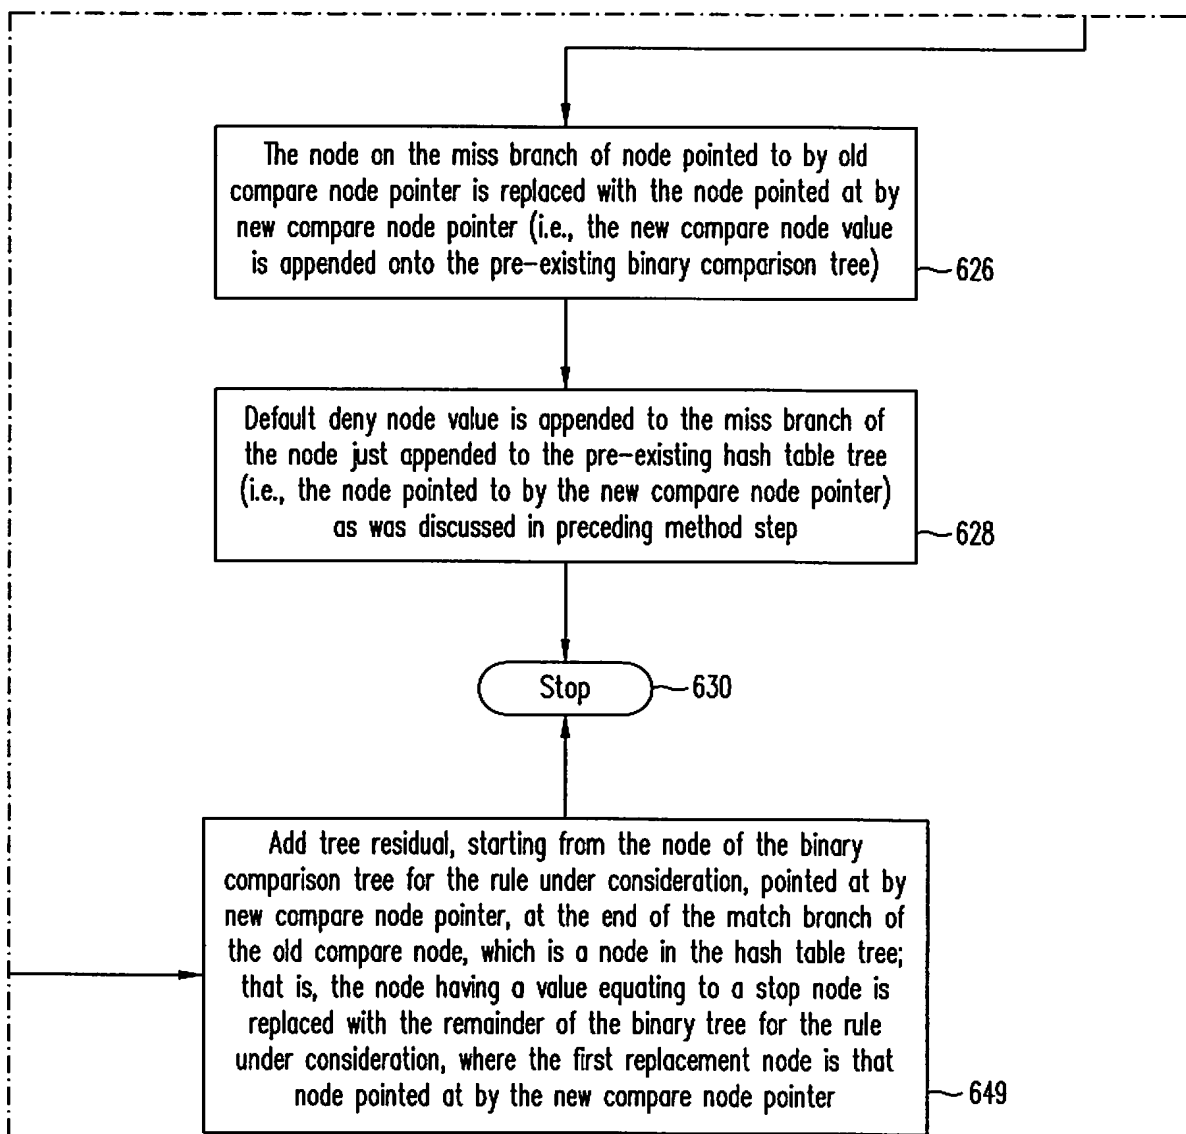 The node on the miss branch of node pointed to by old
compare node pointer is replaced with the node pointed at by
new compare node pointer (i.e., the new compare node value
is appended onto the pre-existing binary comparison tree)
626
Default deny node value is appended to the miss branch of
the node just appended to the pre-existing hash table tree
(i.e., the node pointed to by the new compare node pointer)
as was discussed in preceding method step
628
Stop
630
Add tree residual, starting from the node of the binary
comparison tree for the rule under consideration, pointed at by
new compare node pointer, at the end of the match branch of
the old compare node, which is a node in the hash table tree;
that is, the node having a value equating to a stop node is
replaced with the remainder of the binary tree for the rule
under consideration, where the first replacement node is that
node pointed at by the new compare node pointer
649